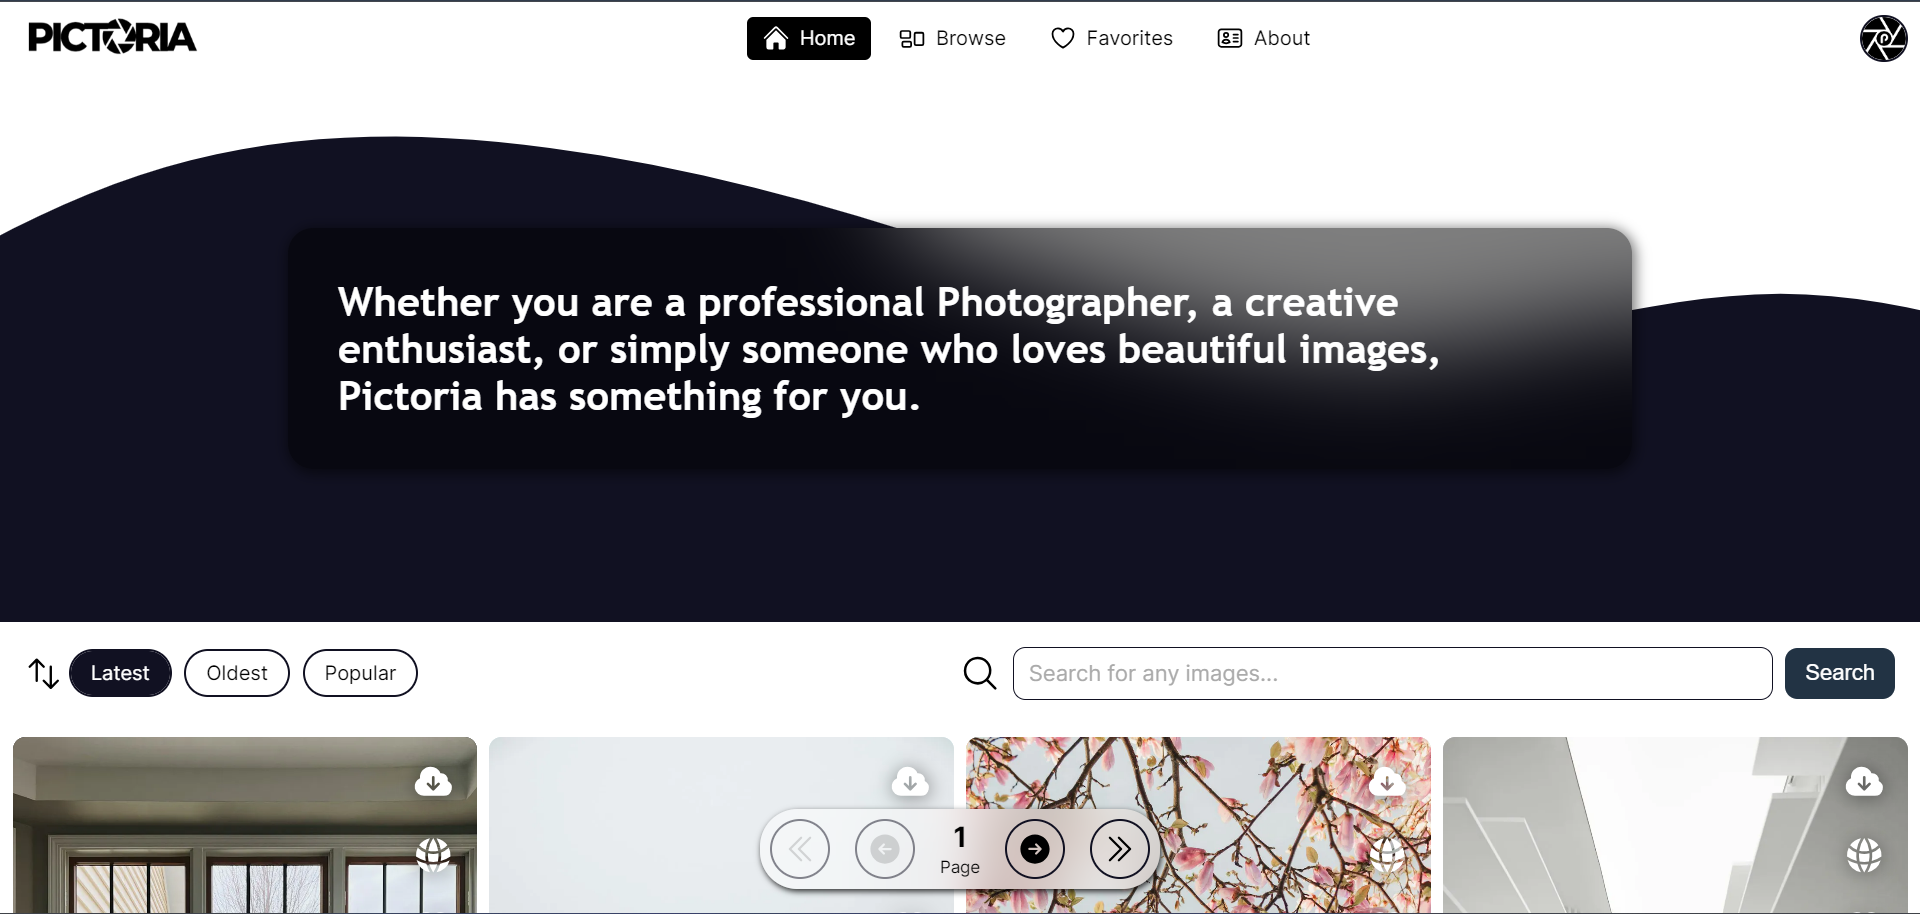 PICTORIA
Home
Browse
Favorites
About
Whether you are a professional Photographer, a creative
enthusiast, or simply someone who loves beautiful images,
Pictoria has something for you.
Latest
Oldest
Popular
Search for any images...
Search
1
Page